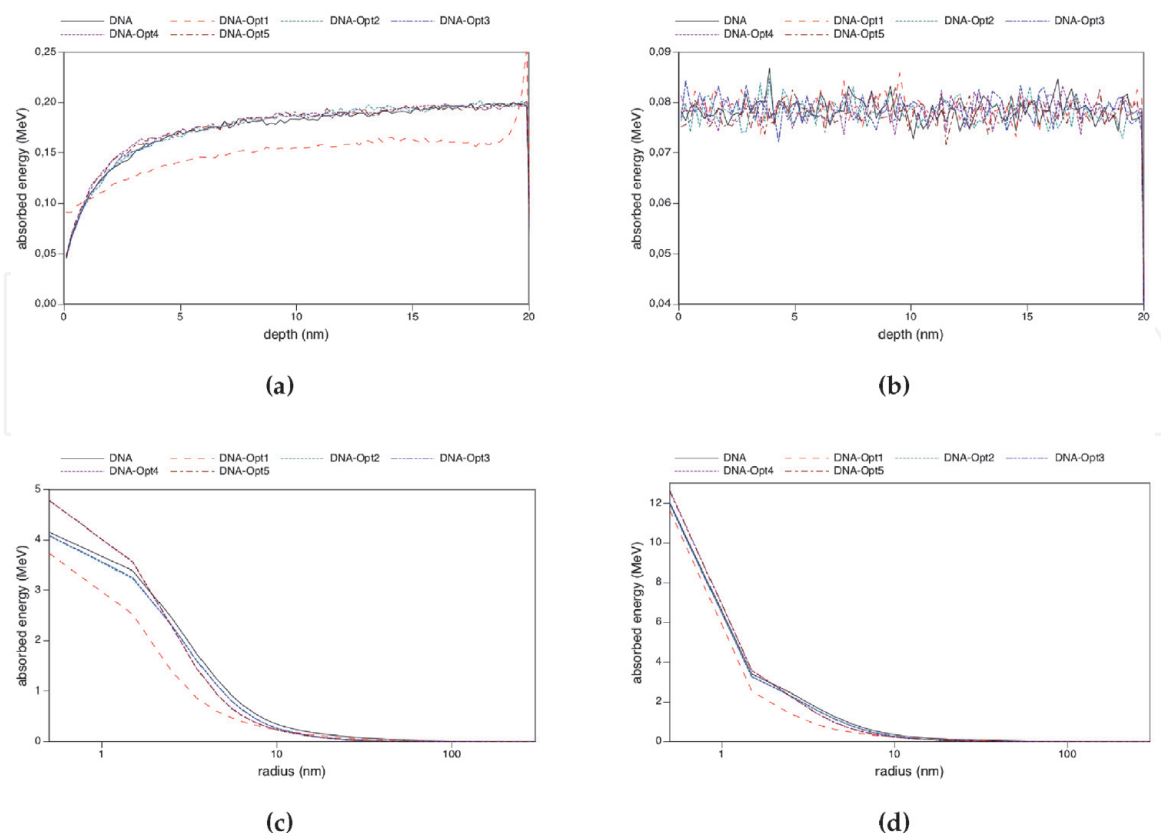 DNA DNA-Opt1 DNA-Opt2 DNA-Opt3
DNA-Opt4 DNA-Opt5
0,25
0,20
0,15
0,10
0,05
0,00
absorbed energy (MeV)
0 5 10 15 20
depth (nm)
(a)
DNA DNA-Opt1 DNA-Opt2 DNA-Opt3
DNA-Opt4 DNA-Opt5
0,09
0,08
0,07
0,06
0,05
0,04
absorbed energy (MeV)
0 5 10 15 20
depth (nm)
(b)
DNA DNA-Opt1 DNA-Opt2 DNA-Opt3
DNA-Opt4 DNA-Opt5
5
4
3
2
1
0
absorbed energy (MeV)
1 10 100
radius (nm)
(c)
DNA DNA-Opt1 DNA-Opt2 DNA-Opt3
DNA-Opt4 DNA-Opt5
12
10
8
6
4
2
0
absorbed energy (MeV)
1 10 100
radius (nm)
(d)